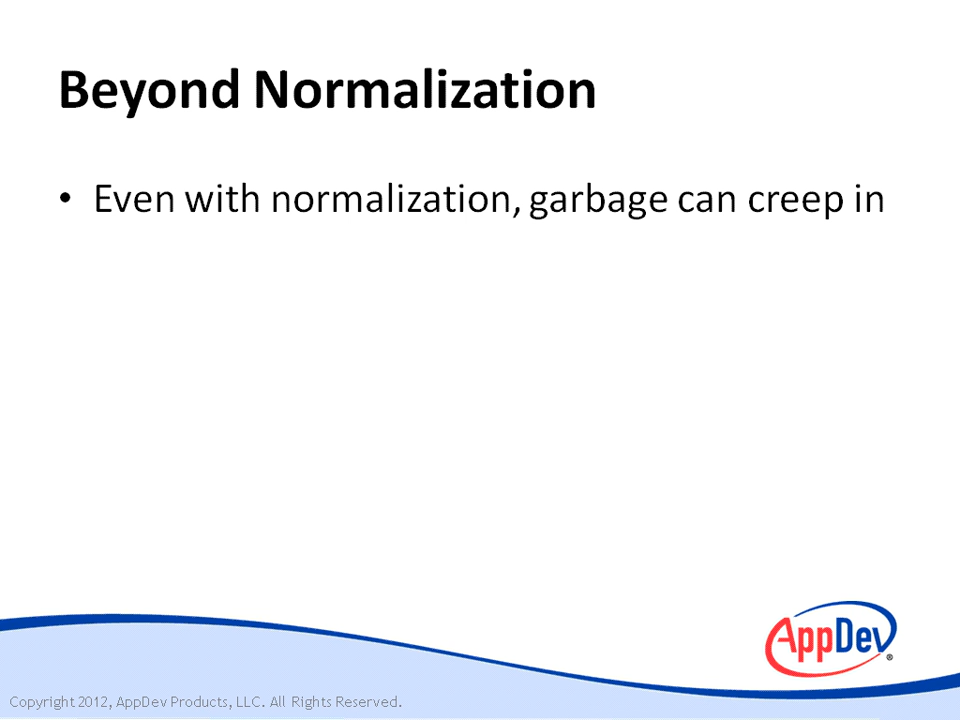 Beyond Normalization
• Even with normalization, garbage can creep in
AppDev®
Copyright 2012, AppDev Products, LLC. All Rights Reserved.